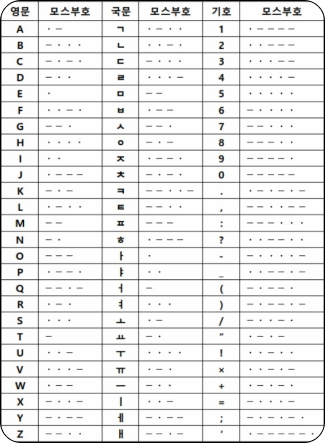 영문 모스부호 국문 모스부호 기호 모스부호
A · — ㄱ · — · · 1 · — — — —
B — · · · ㄴ · · — · 2 · · — — —
C — · — · ㄷ — · · · 3 · · · — —
D — · · ㄹ · · · — 4 · · · · —
E · ㅁ — — 5 · · · · ·
F · · — · ㅂ · — — 6 — · · · ·
G — — · ㅅ — — · 7 — — · · ·
H · · · · ㅇ — · — 8 — — — · ·
I · · ㅈ · — — · 9 — — — — ·
J · — — — ㅊ — · — · 0 — — — — —
K — · — ㅋ — · · — . · — · — · —
L · — · · ㅌ — — · · , — — · · — —
M — — ㅍ — — — : — — — · · ·
N — · ㅎ · — — — ? · · — — · ·
O — — — ㅏ · - — · · · · —
P · — — · ㅑ · · _ · · — — · —
Q — — · — ㅓ — ( — · — — ·
R · — · ㅕ · · · ) — · — — · —
S · · · ㅗ · — / — · · — ·
T — ㅛ — · “ · — · · — ·
U · · — ㅜ · · · · !
V · · · — ㅠ · — · × — · · —
W · — — ㅡ — · · + · — · — ·
X — · · — ㅣ · · — = — · · · —
Y — · — — ㅔ — · — — ; — · — · — ·
Z — — · · ㅐ — — · — ‘ · — — — — ·